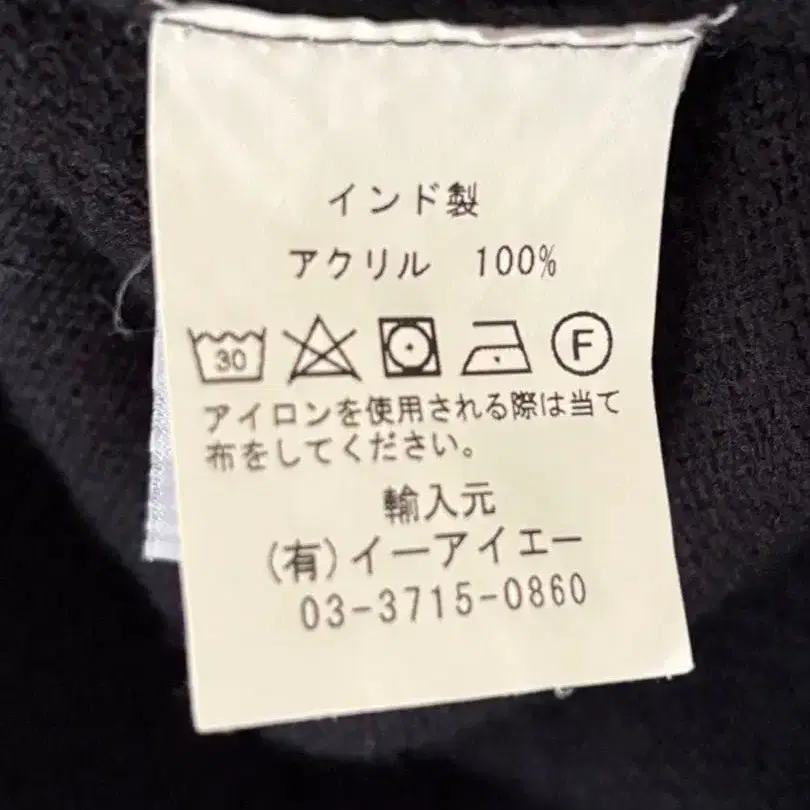 インド製
アクリル 100%
30 F
アイロンを使用される際は当て
布をしてください。
輸入元
(有)イーアイエー
03-3715-0860